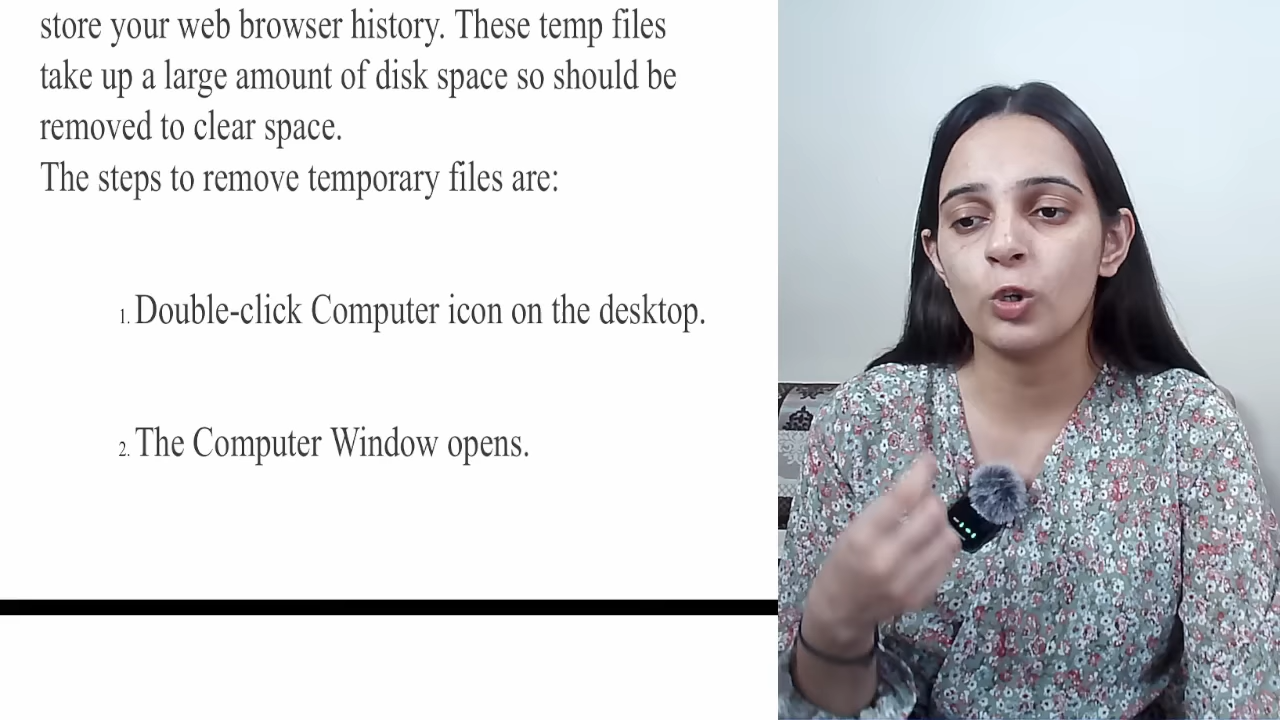 store your web browser history. These temp files
take up a large amount of disk space so should be
removed to clear space.
The steps to remove temporary files are:
1. Double-click Computer icon on the desktop.
2. The Computer Window opens.